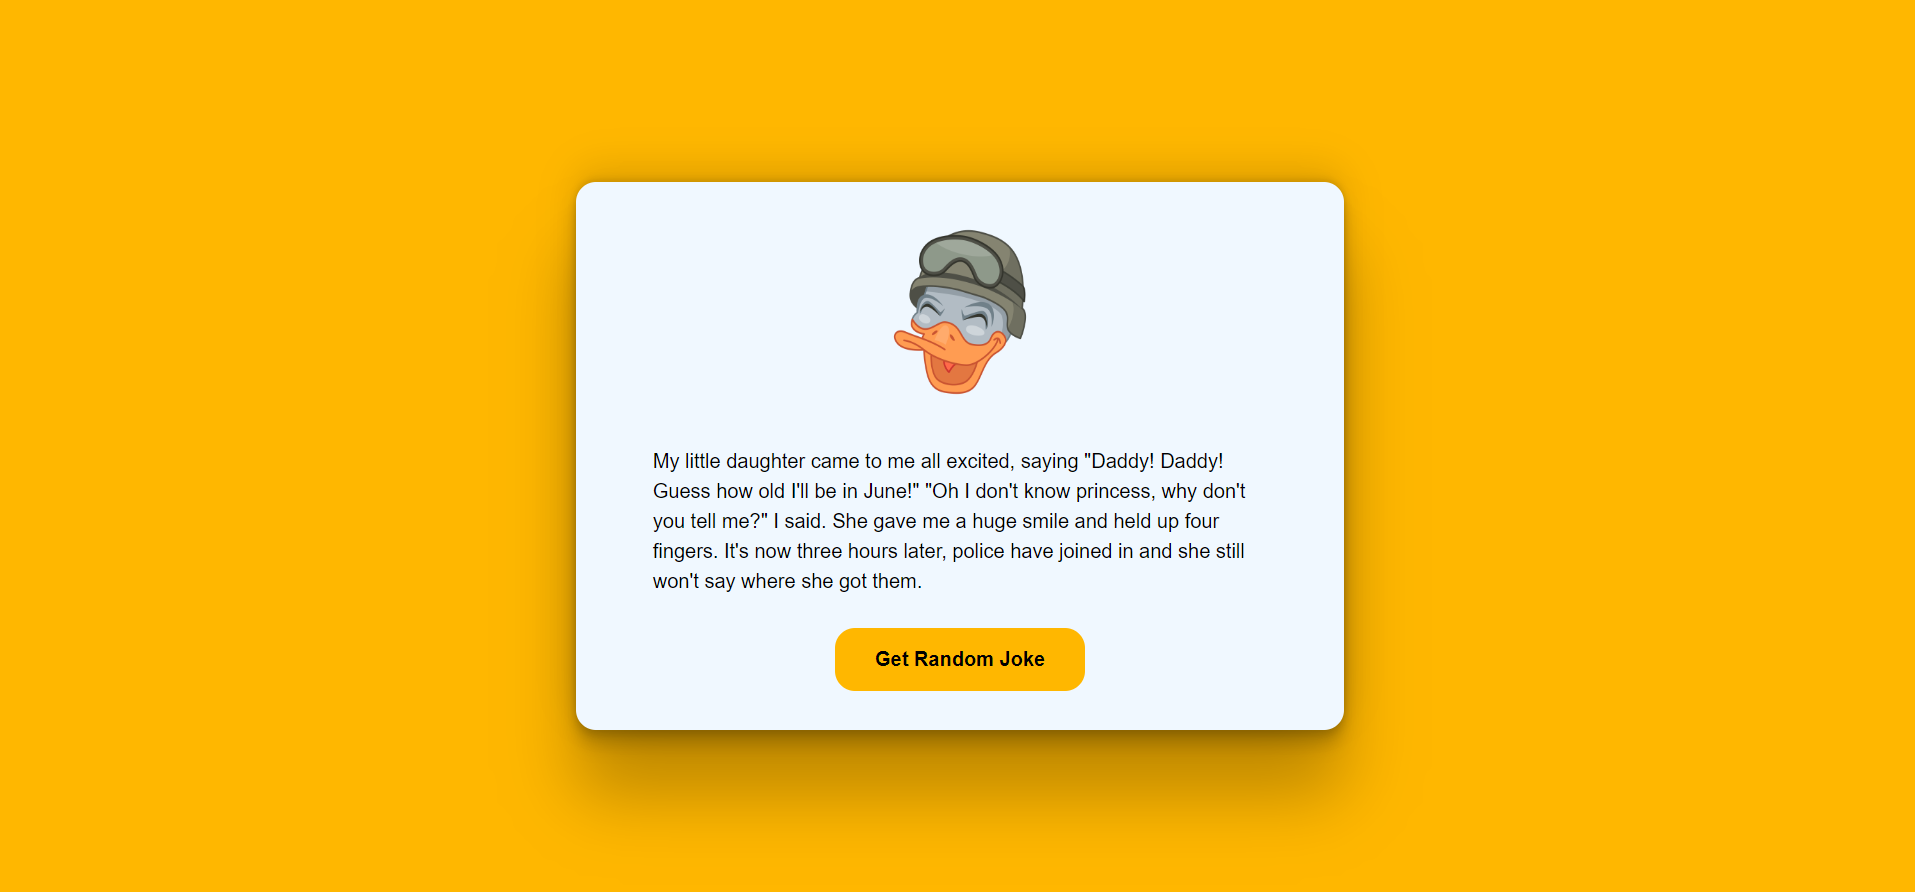 My little daughter came to me all excited, saying "Daddy! Daddy!
Guess how old I'll be in June!" "Oh I don't know princess, why don't
you tell me?" I said. She gave me a huge smile and held up four
fingers. It's now three hours later, police have joined in and she still
won't say where she got them.
Get Random Joke